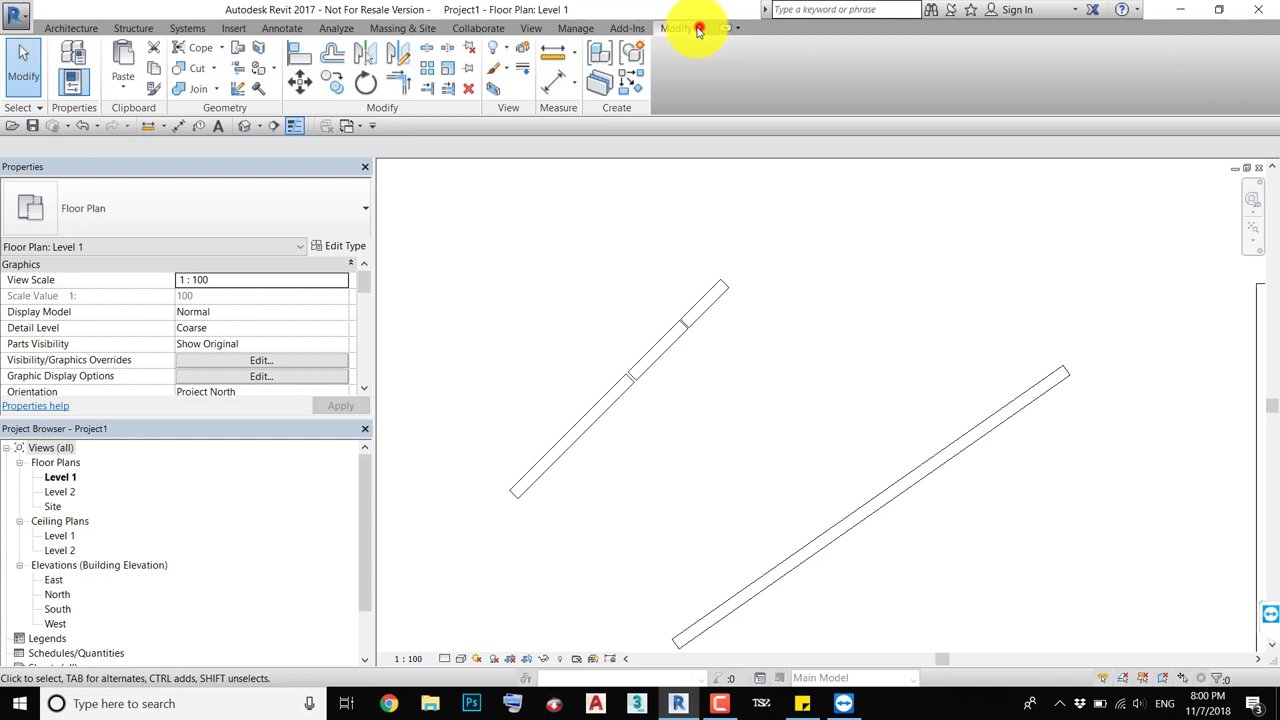 Autodesk Revit 2017 - Not For Resale Version - Project1 - Floor Plan: Level 1
Type a keyword or phrase
Sign In
Architecture Structure Systems Insert Annotate Analyze Massing & Site Collaborate View Manage Add-Ins Modify
Modify
Paste
Cope
Cut
Join
Select Properties Clipboard Geometry Modify View Measure Create
Properties
Floor Plan
Floor Plan: Level 1
Edit Type
Graphics
View Scale 1 : 100
Scale Value 1: 100
Display Model Normal
Detail Level Coarse
Parts Visibility Show Original
Visibility/Graphics Overrides Edit...
Graphic Display Options Edit...
Orientation Project North
Properties help
Apply
Project Browser - Project1
Views (all)
Floor Plans
Level 1
Level 2
Site
Ceiling Plans
Level 1
Level 2
Elevations (Building Elevation)
East
North
South
West
Legends
Schedules/Quantities
1 : 100
Click to select, TAB for alternates, CTRL adds, SHIFT unselects.
:0
Main Model
:0
Type here to search
ENG
8:00 PM
11/7/2018